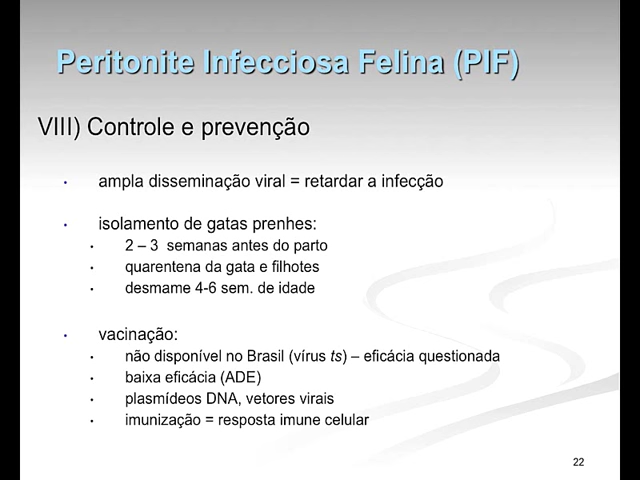 Peritonite Infecciosa Felina (PIF)
VIII) Controle e prevenção
• ampla disseminação viral = retardar a infecção
• isolamento de gatas prenhes:
• 2 – 3 semanas antes do parto
• quarentena da gata e filhotes
• desmame 4-6 sem. de idade
• vacinação:
• não disponível no Brasil (vírus ts) – eficácia questionada
• baixa eficácia (ADE)
• plasmídeos DNA, vetores virais
• imunização = resposta imune celular
22